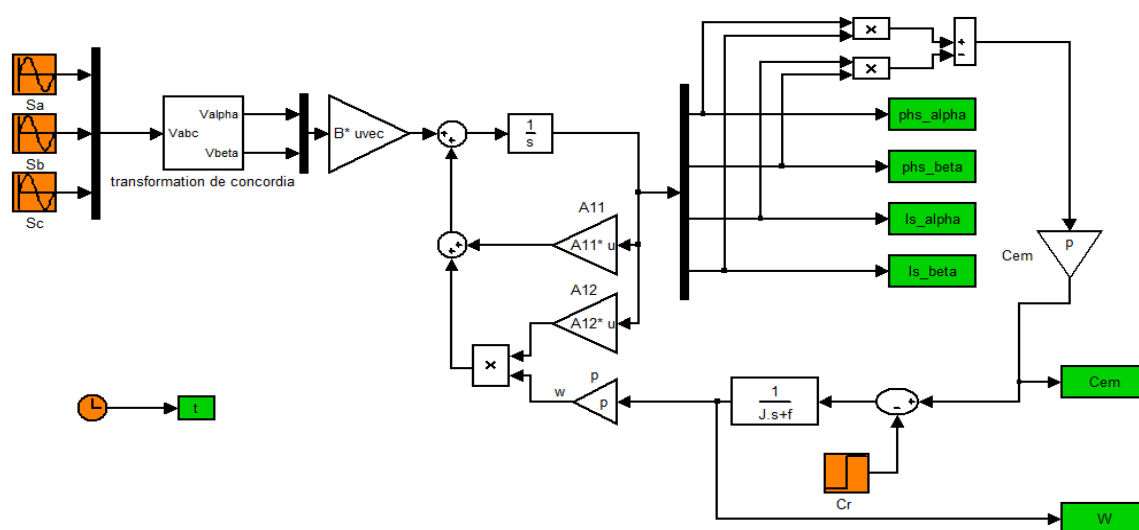 Sa
Sb
Sc
Vabc
Valpha
Vbeta
transformation de concordia
B* uvec
+
+
1
s
A11
A11* u
+
+
A12
A12* u
×
×
×
+
-
phs_alpha
phs_beta
Is_alpha
Is_beta
p
Cem
Cem
t
w
p
p
1
J.s+f
-
+
Cr
W